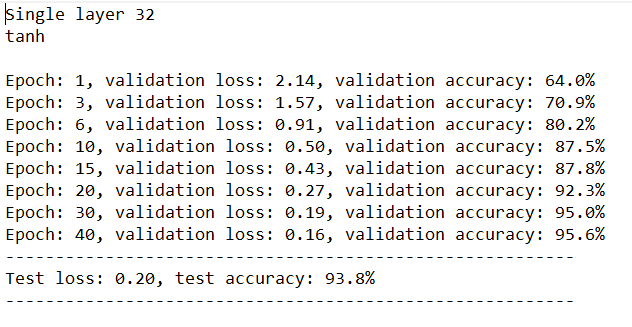 Single layer 32
tanh
Epoch: 1, validation loss: 2.14, validation accuracy: 64.0%
Epoch: 3, validation loss: 1.57, validation accuracy: 70.9%
Epoch: 6, validation loss: 0.91, validation accuracy: 80.2%
Epoch: 10, validation loss: 0.50, validation accuracy: 87.5%
Epoch: 15, validation loss: 0.43, validation accuracy: 87.8%
Epoch: 20, validation loss: 0.27, validation accuracy: 92.3%
Epoch: 30, validation loss: 0.19, validation accuracy: 95.0%
Epoch: 40, validation loss: 0.16, validation accuracy: 95.6%
---------------------------------------------------------
Test loss: 0.20, test accuracy: 93.8%
---------------------------------------------------------